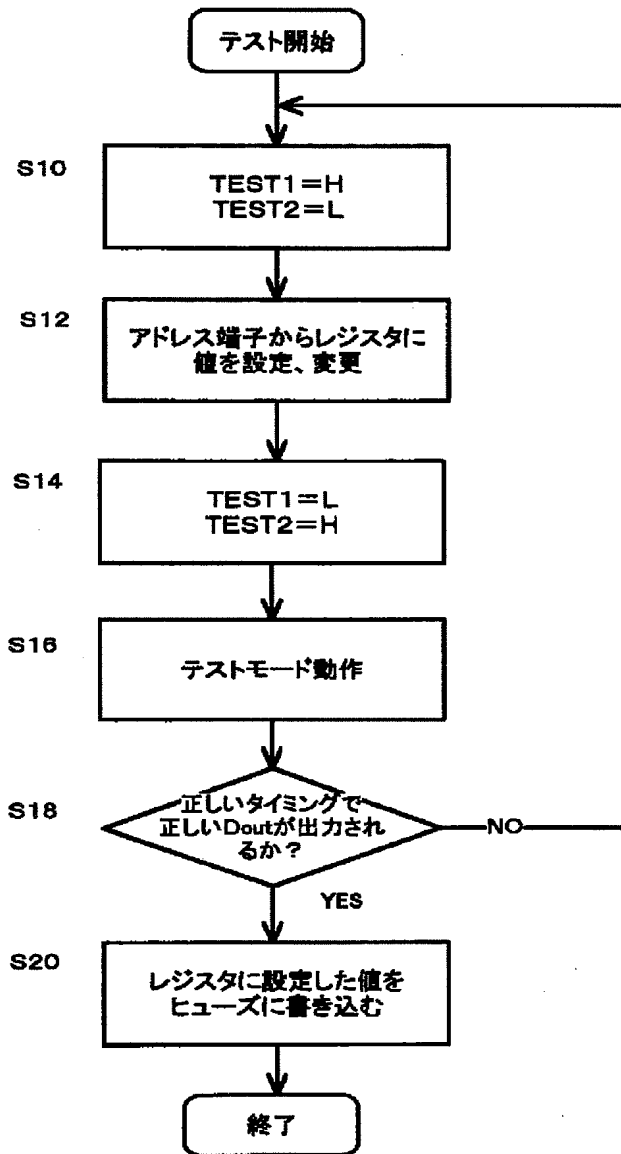 テスト開始
S10
TEST1=H
TEST2=L
S12
アドレス端子からレジスタに
値を設定、変更
S14
TEST1=L
TEST2=H
S16
テストモード動作
S18
正しいタイミングで
正しいDoutが出力され
るか？
NO
YES
S20
レジスタに設定した値を
ヒューズに書き込む
終了